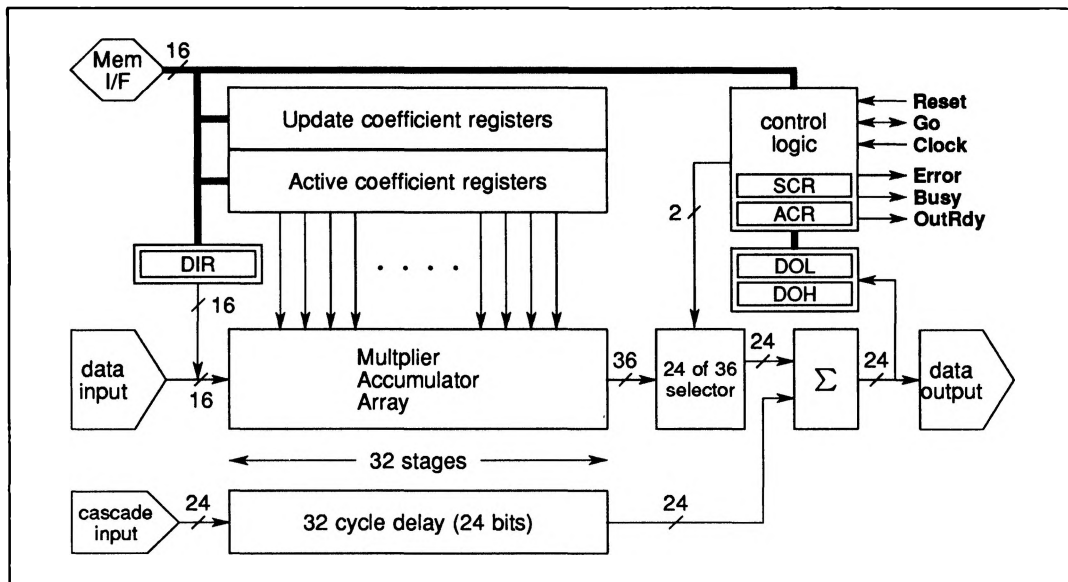 Mem
I/F
16
Update coefficient registers
Active coefficient registers
control
logic
SCR
ACR
Reset
Go
Clock
Error
Busy
OutRdy
2
DIR
DOL
DOH
16
. . . .
data
input
16
Multplier
Accumulator
Array
36
24 of 36
selector
24
Σ
24
data
output
32 stages
cascade
input
24
32 cycle delay (24 bits)
24